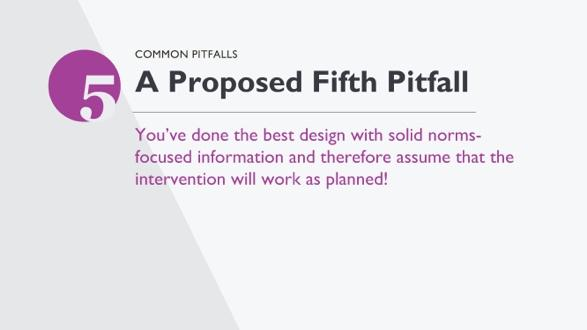 COMMON PITFALLS
5
A Proposed Fifth Pitfall
You’ve done the best design with solid norms-
focused information and therefore assume that the
intervention will work as planned!